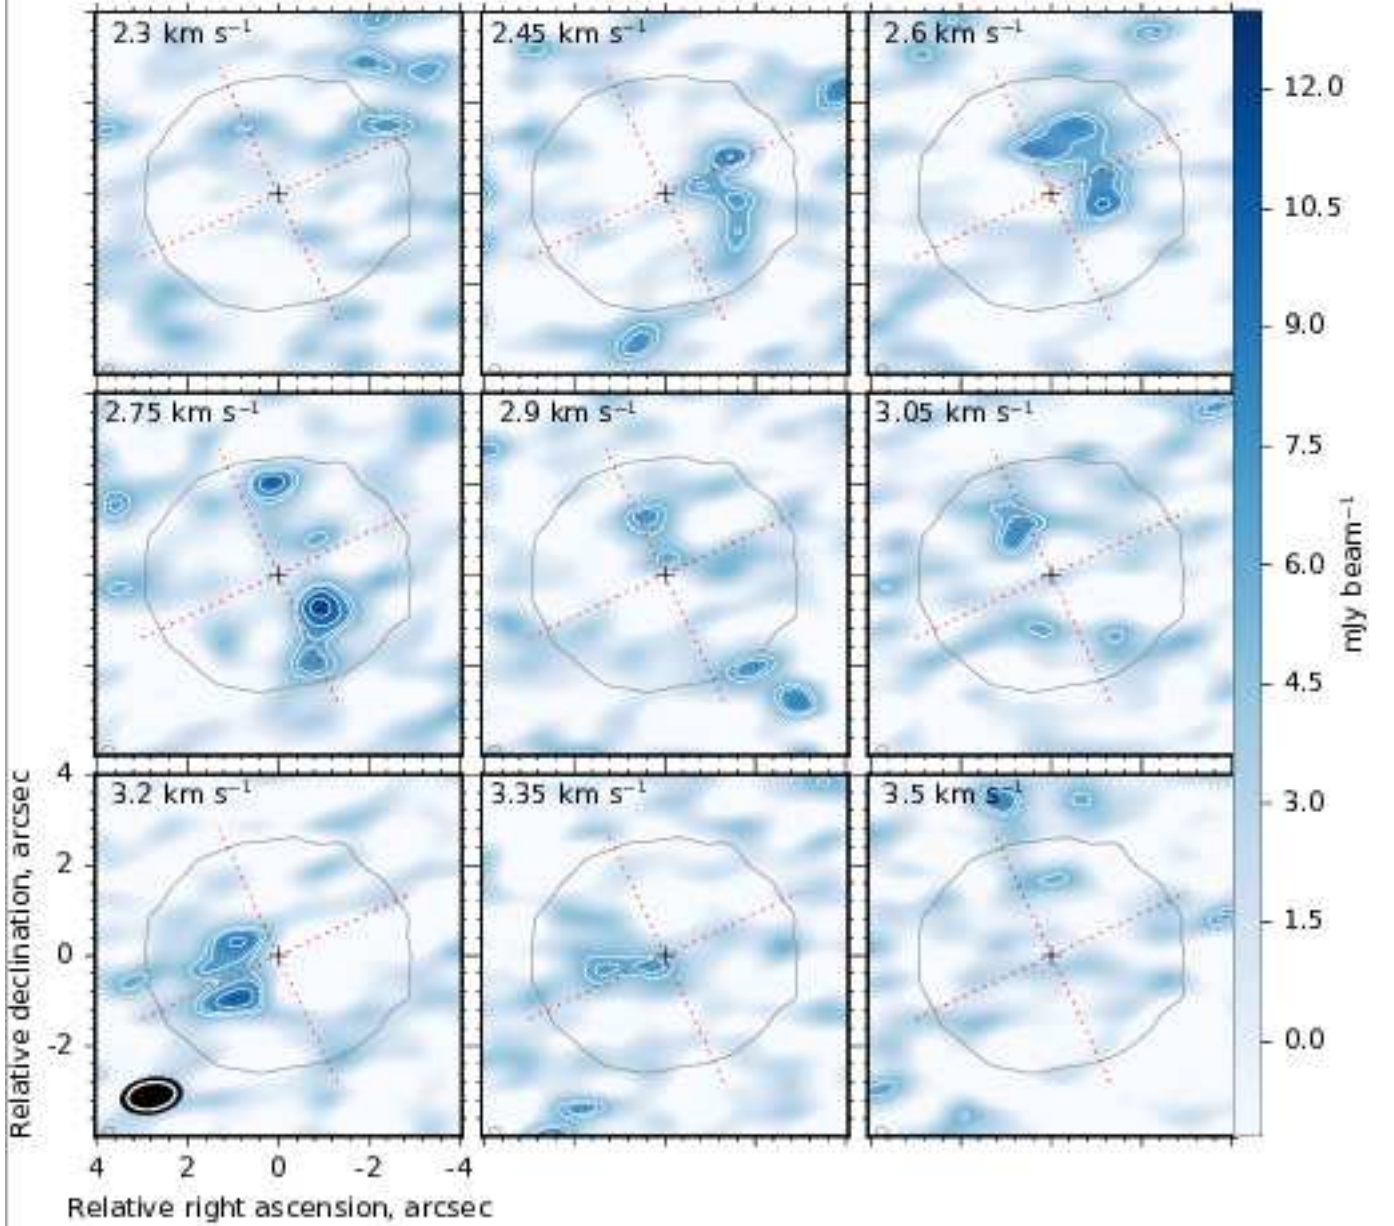 2.3 km s⁻¹
2.45 km s⁻¹
2.6 km s⁻¹
12.0
10.5
9.0
2.75 km s⁻¹
2.9 km s⁻¹
3.05 km s⁻¹
7.5
6.0
4.5
mJy beam⁻¹
3.2 km s⁻¹
3.35 km s⁻¹
3.5 km s⁻¹
3.0
1.5
0.0
4
2
0
-2
Relative declination, arcsec
4 2 0 -2 -4
Relative right ascension, arcsec